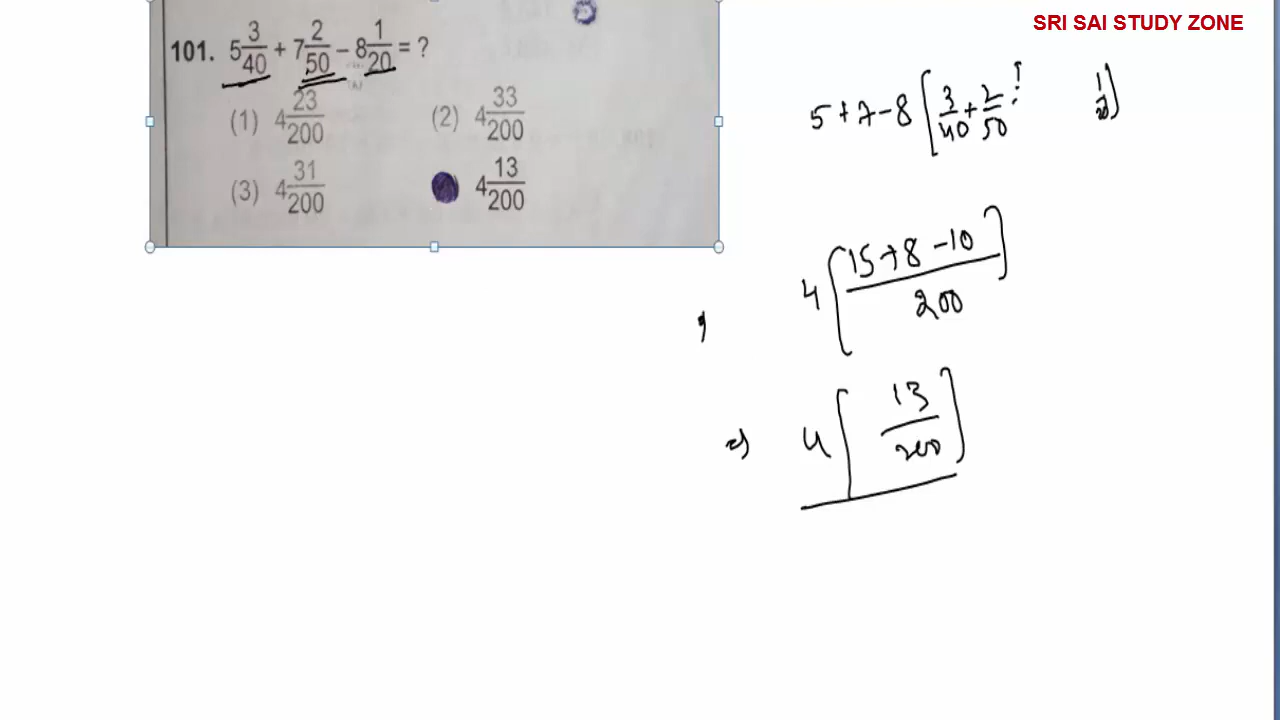 SRI SAI STUDY ZONE
101. 5 3/40 + 7 2/50 − 8 1/20 = ?
(1) 4 23/200 (2) 4 33/200
(3) 4 31/200 4 13/200
5 + 7 − 8 [ 3/40 + 2/50
4 [ 15 + 8 − 10 / 200 ]
⇒ 4 [ 13/200 ]